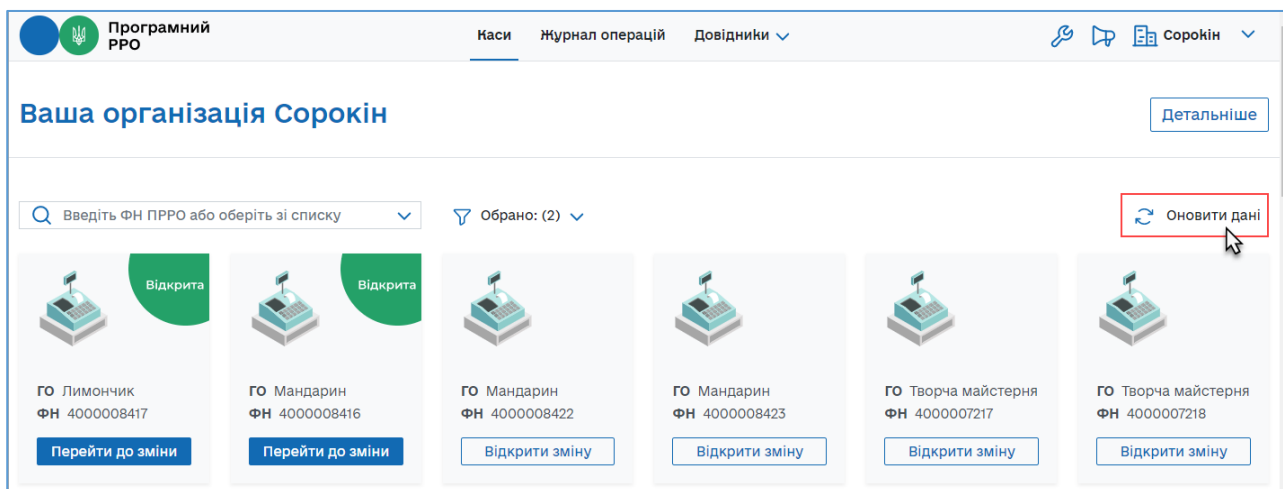 Програмний
РРО
Каси Журнал операцій Довідники Сорокін
Ваша організація Сорокін Детальніше
Введіть ФН ПРРО або оберіть зі списку Обрано: (2) Оновити дані
Відкрита Відкрита
ГО Лимончик ГО Мандарин ГО Мандарин ГО Мандарин ГО Творча майстерня ГО Творча майстерня
ФН 4000008417 ФН 4000008416 ФН 4000008422 ФН 4000008423 ФН 4000007217 ФН 4000007218
Перейти до зміни Перейти до зміни Відкрити зміну Відкрити зміну Відкрити зміну Відкрити зміну